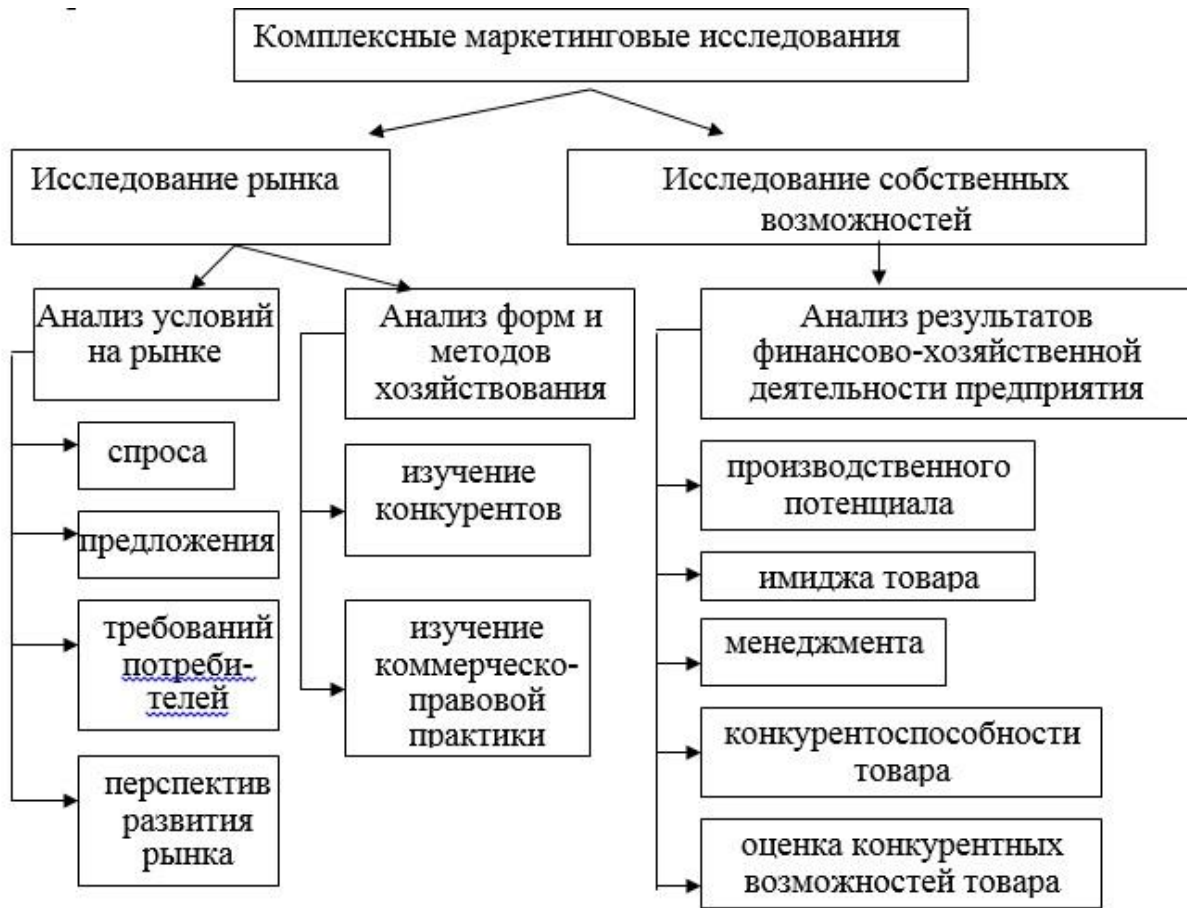 Комплексные маркетинговые исследования
Исследование рынка
Исследование собственных
возможностей
Анализ условий
на рынке
спроса
предложения
требований
потреби-
телей
перспектив
развития
рынка
Анализ форм и
методов
хозяйствования
изучение
конкурентов
изучение
коммерческо-
правовой
практики
Анализ результатов
финансово-хозяйственной
деятельности предприятия
производственного
потенциала
имиджа товара
менеджмента
конкурентоспособности
товара
оценка конкурентных
возможностей товара